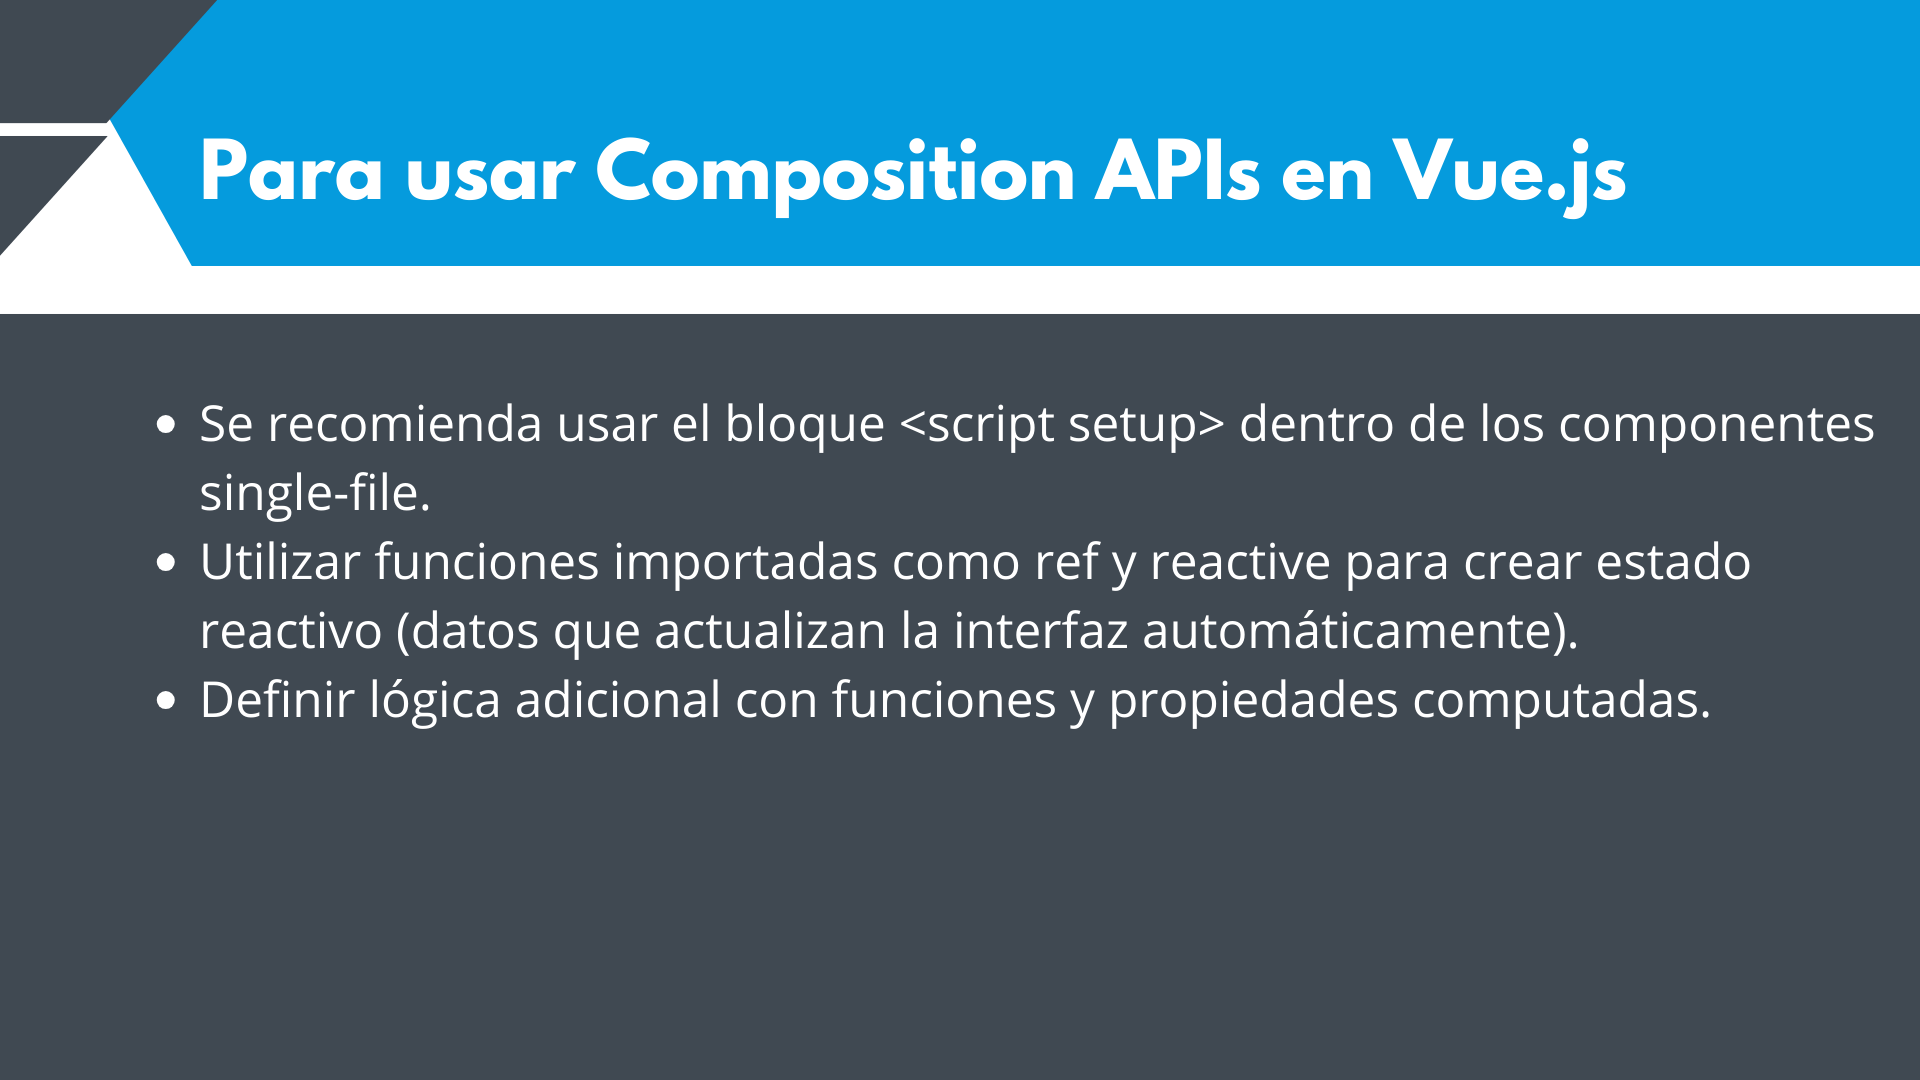 Para usar Composition APIs en Vue.js
• Se recomienda usar el bloque <script setup> dentro de los componentes
single-file.
• Utilizar funciones importadas como ref y reactive para crear estado
reactivo (datos que actualizan la interfaz automáticamente).
• Definir lógica adicional con funciones y propiedades computadas.